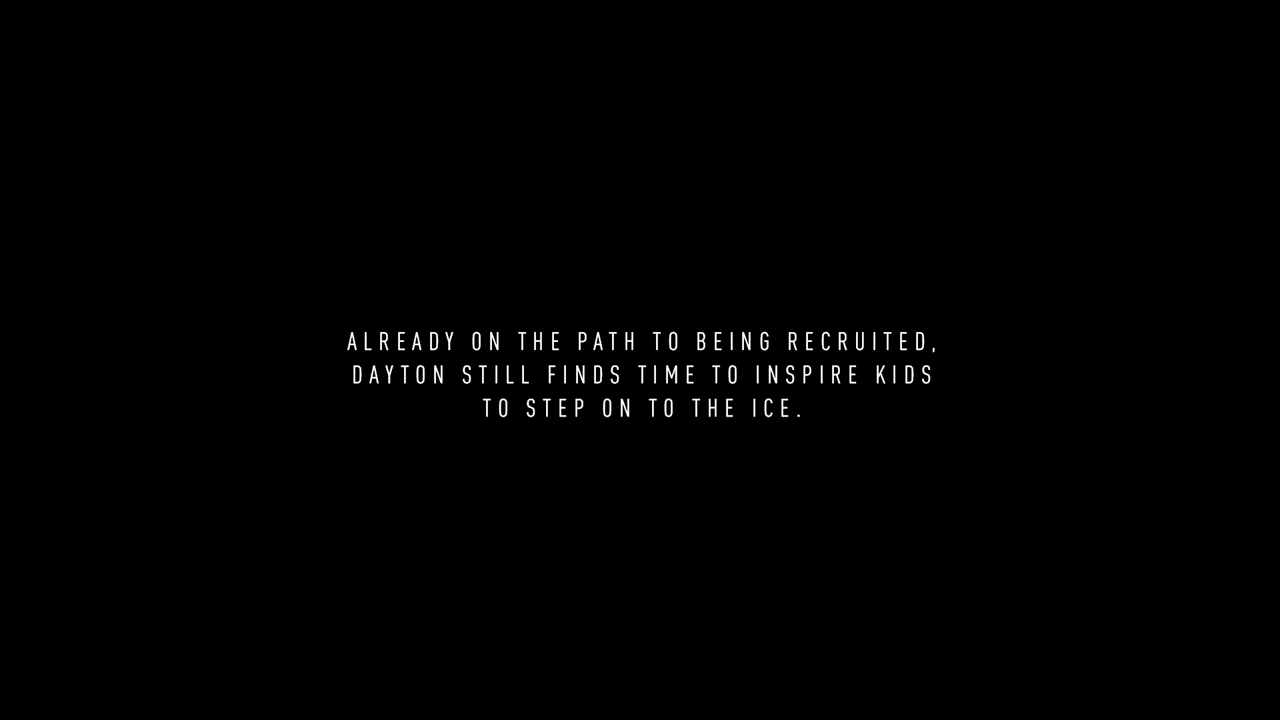 ALREADY ON THE PATH TO BEING RECRUITED,
DAYTON STILL FINDS TIME TO INSPIRE KIDS
TO STEP ON TO THE ICE.